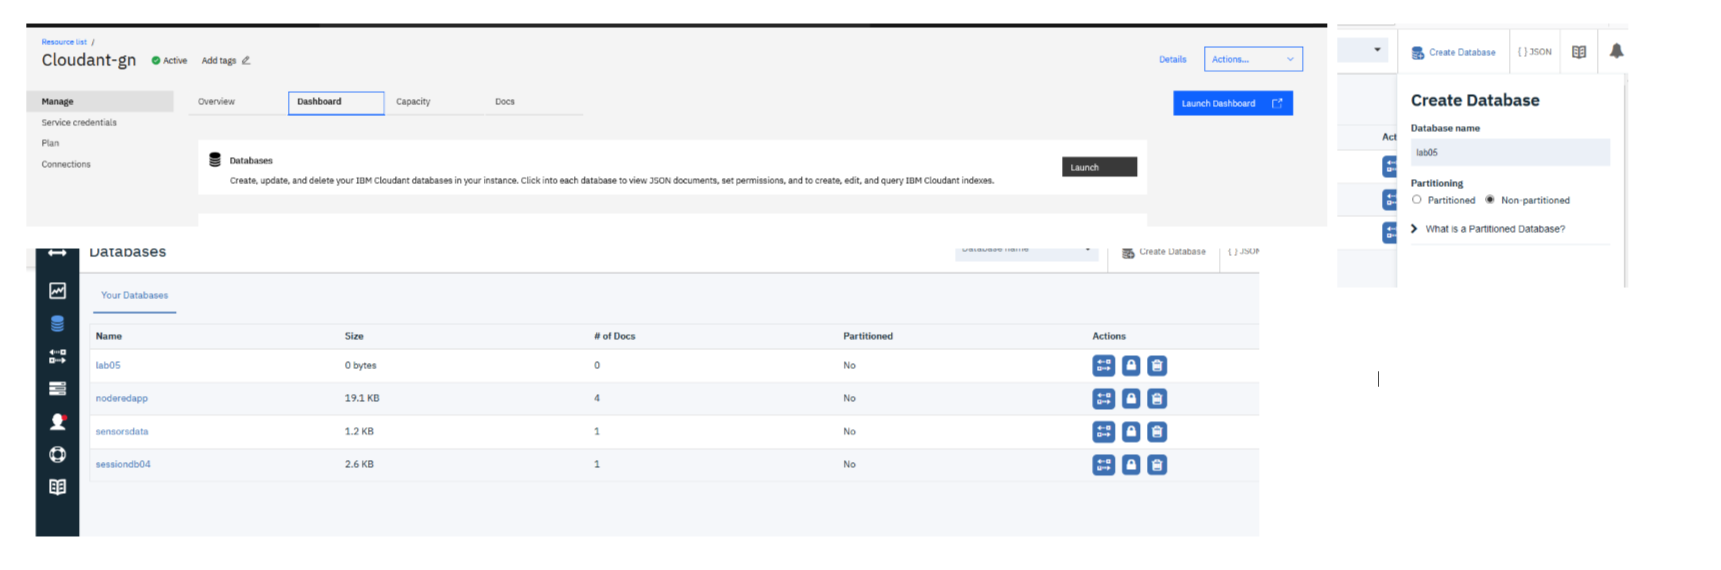 Resource list /
Cloudant-gn Active Add tags
Details Actions...
Manage
Service credentials
Plan
Connections
Overview Dashboard Capacity Docs
Launch Dashboard
Databases
Create, update, and delete your IBM Cloudant databases in your instance. Click into each database to view JSON documents, set permissions, and to create, edit, and query IBM Cloudant indexes.
Launch
Create Database { } JSON
Create Database
Database name
lab05
Partitioning
Partitioned Non-partitioned
What is a Partitioned Database?
Act
Databases
Database name Create Database { } JSON
Your Databases
Name Size # of Docs Partitioned Actions
lab05 0 bytes 0 No
noderedapp 19.1 KB 4 No
sensorsdata 1.2 KB 1 No
sessiondb04 2.6 KB 1 No